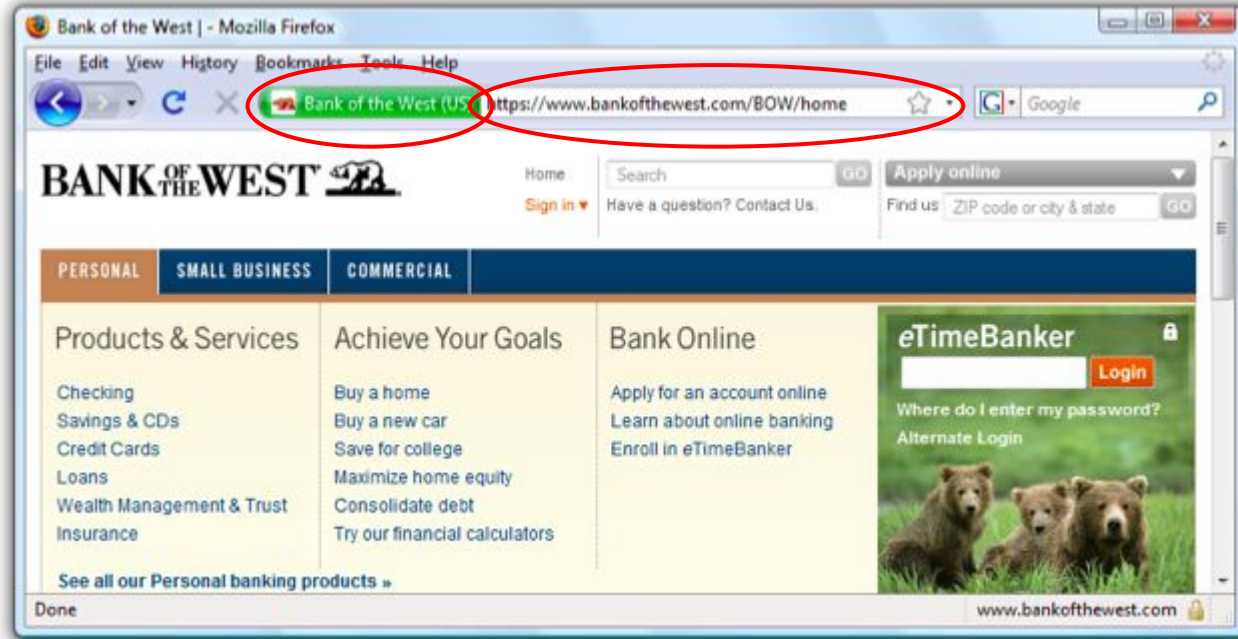 Bank of the West | - Mozilla Firefox
File Edit View History Bookmarks Tools Help
Bank of the West (US) https://www.bankofthewest.com/BOW/home G Google
BANK OF THE WEST
Home
Sign in ▾
Search GO
Have a question? Contact Us.
Apply online
Find us ZIP code or city & state GO
PERSONAL SMALL BUSINESS COMMERCIAL
Products & Services
Checking
Savings & CDs
Credit Cards
Loans
Wealth Management & Trust
Insurance
See all our Personal banking products »
Achieve Your Goals
Buy a home
Buy a new car
Save for college
Maximize home equity
Consolidate debt
Try our financial calculators
Bank Online
Apply for an account online
Learn about online banking
Enroll in eTimeBanker
eTimeBanker
Login
Where do I enter my password?
Alternate Login
Done www.bankofthewest.com